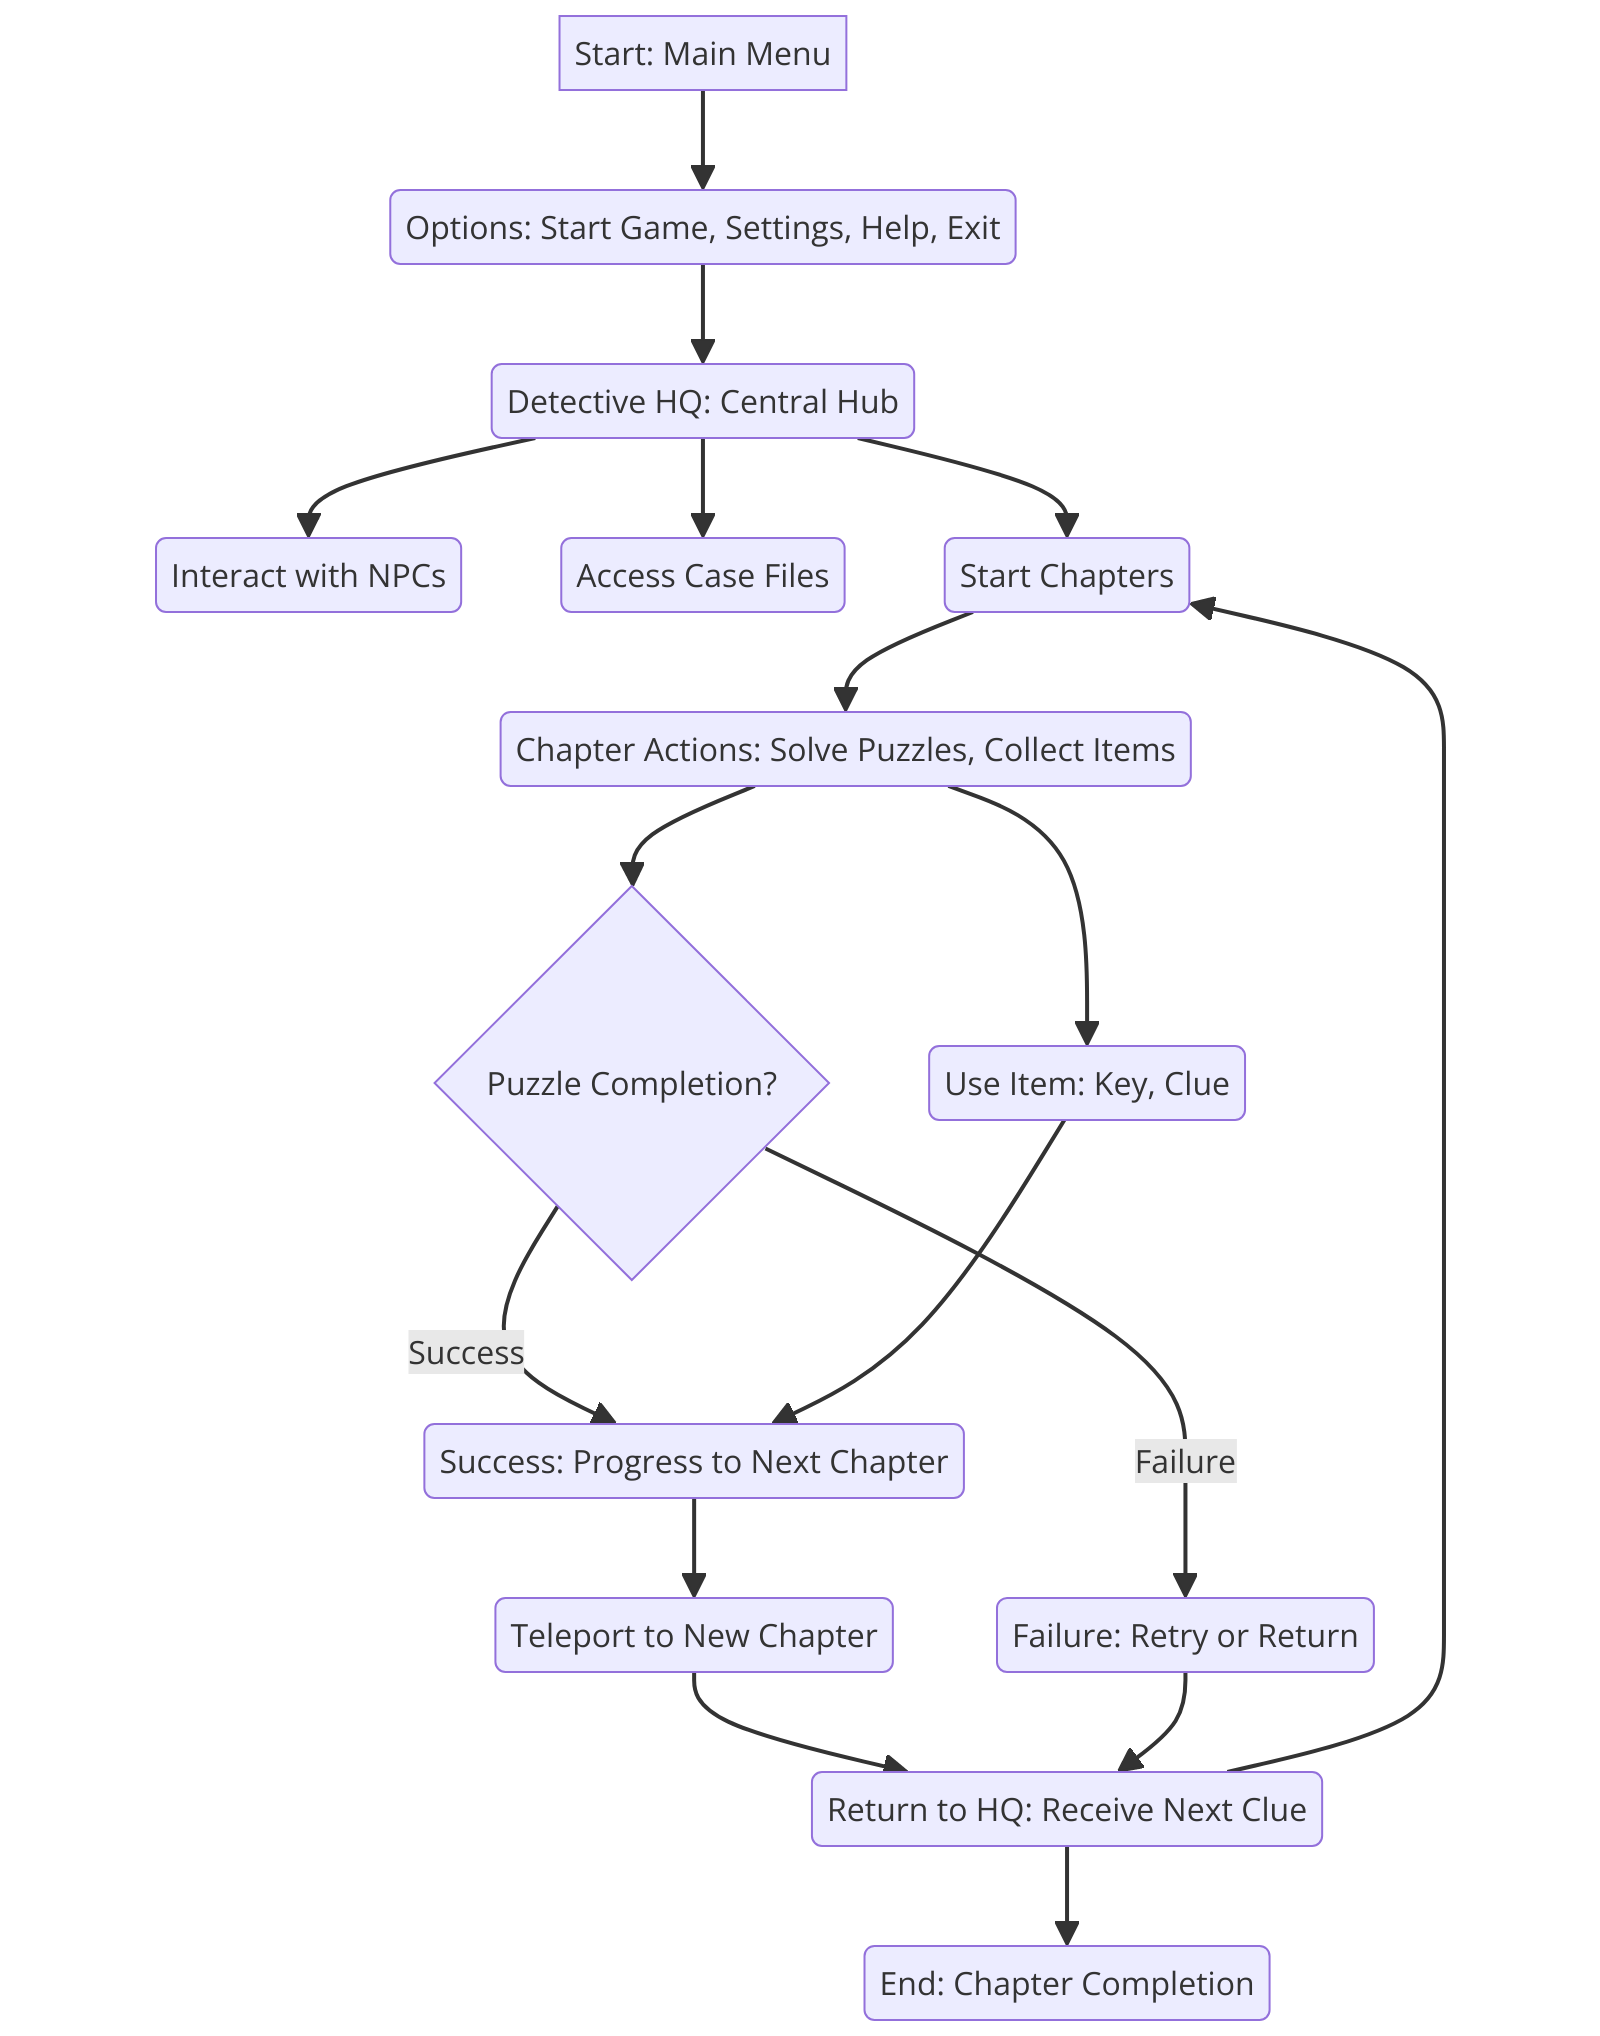 Start: Main Menu
Options: Start Game, Settings, Help, Exit
Detective HQ: Central Hub
Interact with NPCs
Access Case Files
Start Chapters
Chapter Actions: Solve Puzzles, Collect Items
Puzzle Completion?
Use Item: Key, Clue
Success
Success: Progress to Next Chapter
Failure
Teleport to New Chapter
Failure: Retry or Return
Return to HQ: Receive Next Clue
End: Chapter Completion